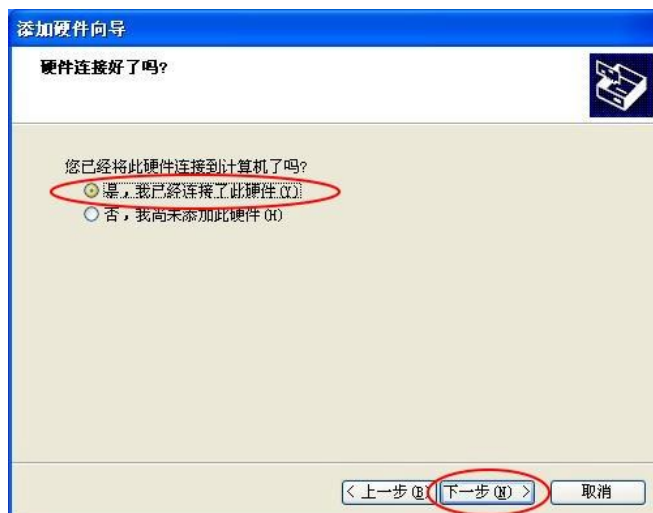 添加硬件向导
硬件连接好了吗?
您已经将此硬件连接到计算机了吗?
是，我已经连接了此硬件(Y)
否，我尚未添加此硬件(H)
< 上一步(B) 下一步(N) > 取消